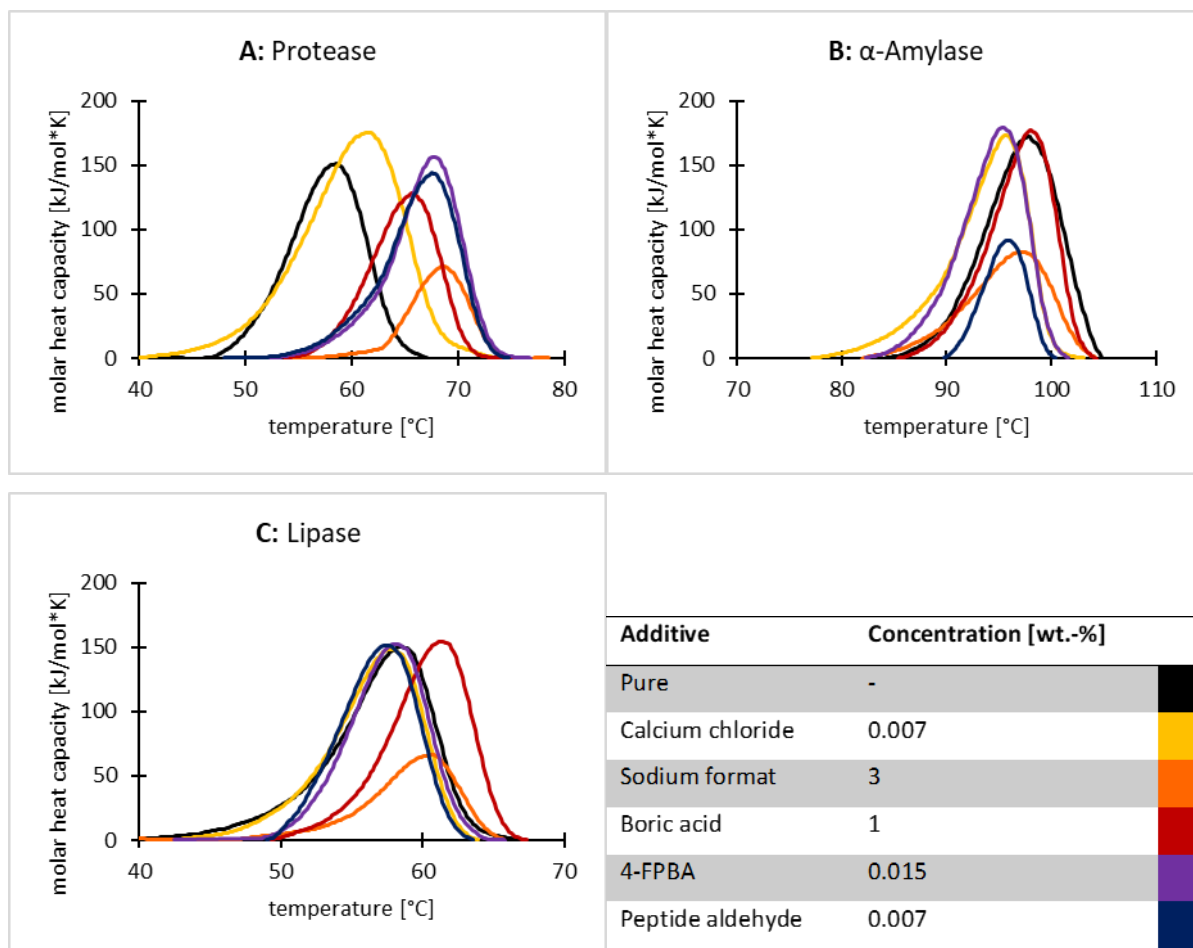 A: Protease
molar heat capacity [kJ/mol*K]
200
150
100
50
0
40 50 60 70 80
temperature [°C]
B: α-Amylase
molar heat capacity [kJ/mol*K]
200
150
100
50
0
70 80 90 100 110
temperature [°C]
C: Lipase
molar heat capacity [kJ/mol*K]
200
150
100
50
0
40 50 60 70
temperature [°C]
Additive Concentration [wt.-%]
Pure -
Calcium chloride 0.007
Sodium format 3
Boric acid 1
4-FPBA 0.015
Peptide aldehyde 0.007